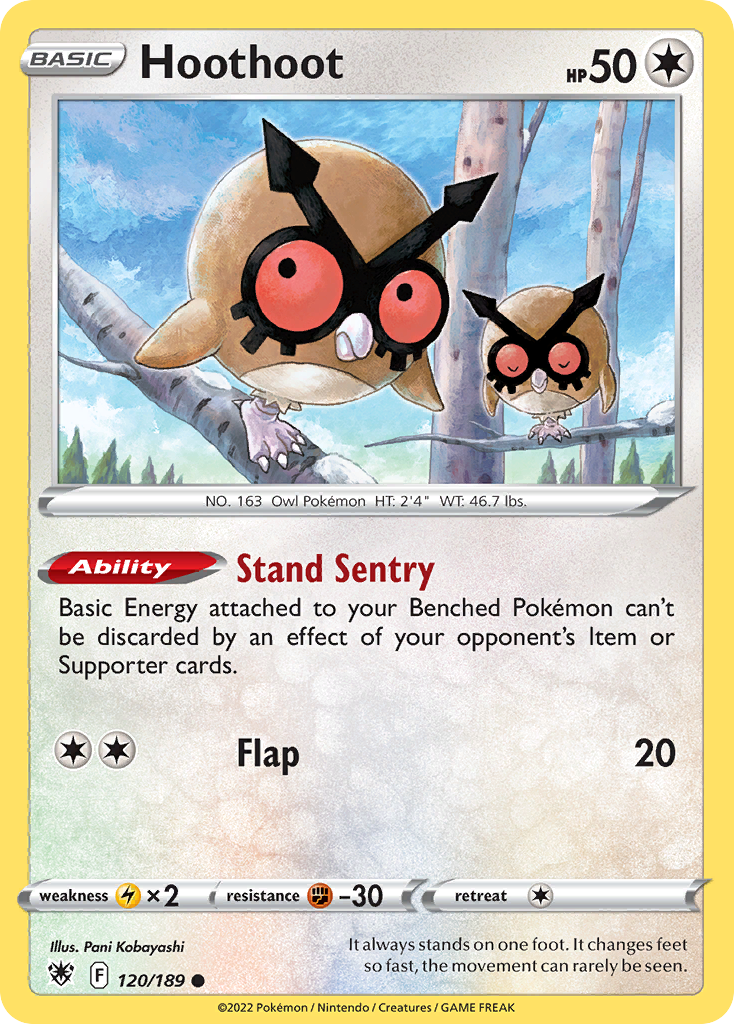 BASIC Hoothoot HP 50
NO. 163 Owl Pokémon HT: 2'4" WT: 46.7 lbs.
Ability Stand Sentry
Basic Energy attached to your Benched Pokémon can't
be discarded by an effect of your opponent's Item or
Supporter cards.
Flap 20
weakness ×2 resistance -30 retreat
Illus. Pani Kobayashi
It always stands on one foot. It changes feet
so fast, the movement can rarely be seen.
F 120/189
©2022 Pokémon / Nintendo / Creatures / GAME FREAK